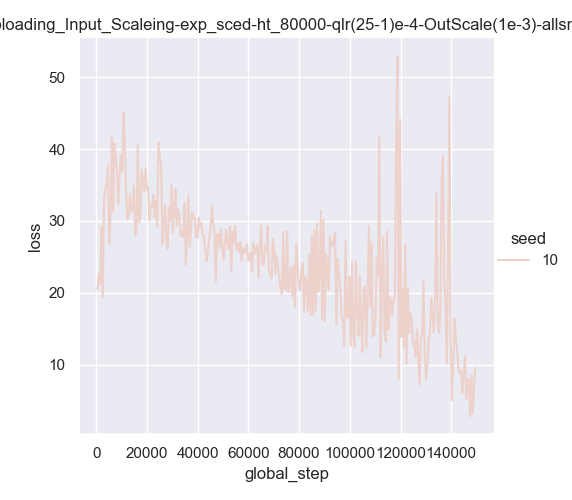 loading_Input_Scaleing-exp_sced-ht_80000-qlr(25-1)e-4-OutScale(1e-3)-allsr
50
40
30
20
10
loss
0 20000 40000 60000 80000 100000 120000 140000
global_step
seed
10